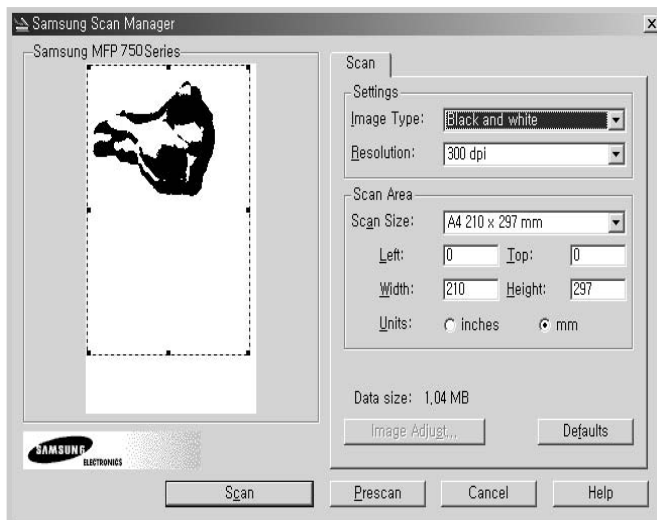 Samsung Scan Manager
Samsung MFP 750 Series
Scan
Settings
Image Type: Black and white
Resolution: 300 dpi
Scan Area
Scan Size: A4 210 x 297 mm
Left: 0 Top: 0
Width: 210 Height: 297
Units: inches mm
Data size: 1,04 MB
Image Adjust,,, Defaults
SAMSUNG
ELECTRONICS
Scan Prescan Cancel Help